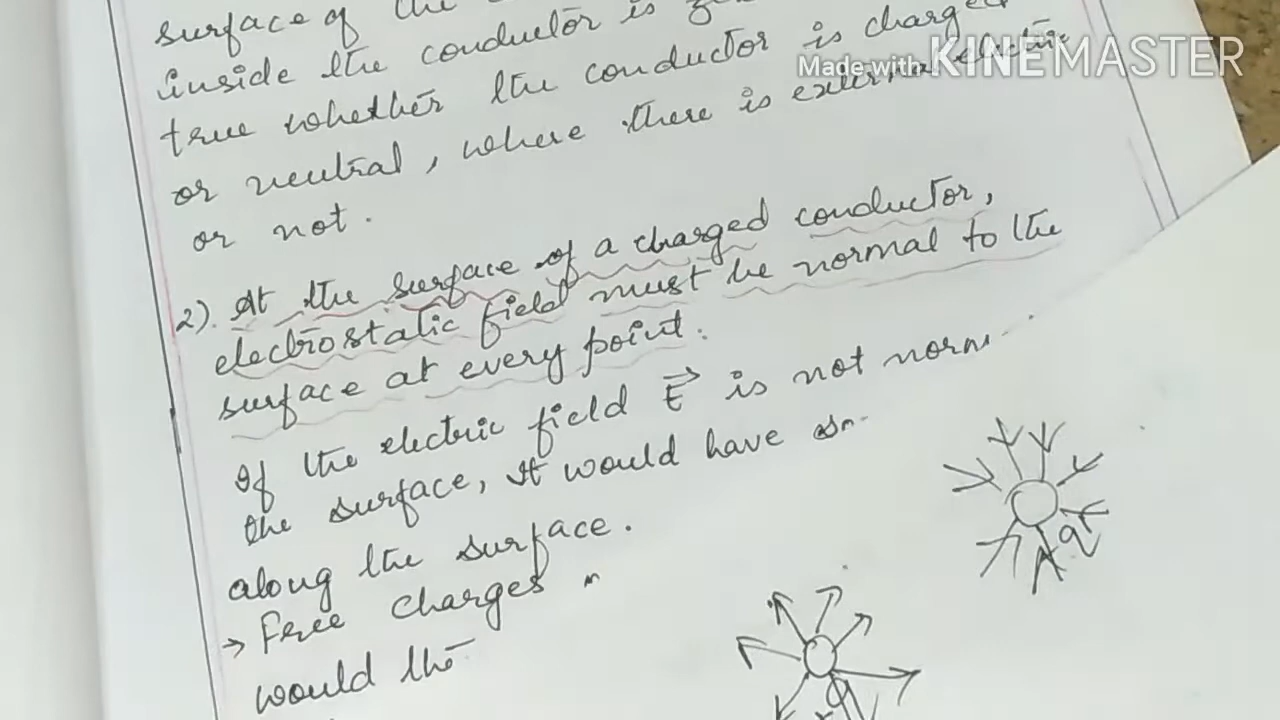 surface of the
inside the conductor is
true whether the conductor is charged
or neutral, where there is external electric
or not.
2). At the surface of a charged conductor,
electrostatic field must be normal to the
surface at every point.
If the electric field E is not norm
the surface, It would have
along the surface.
→ Free charges
would the
q
q
Made with KINEMASTER